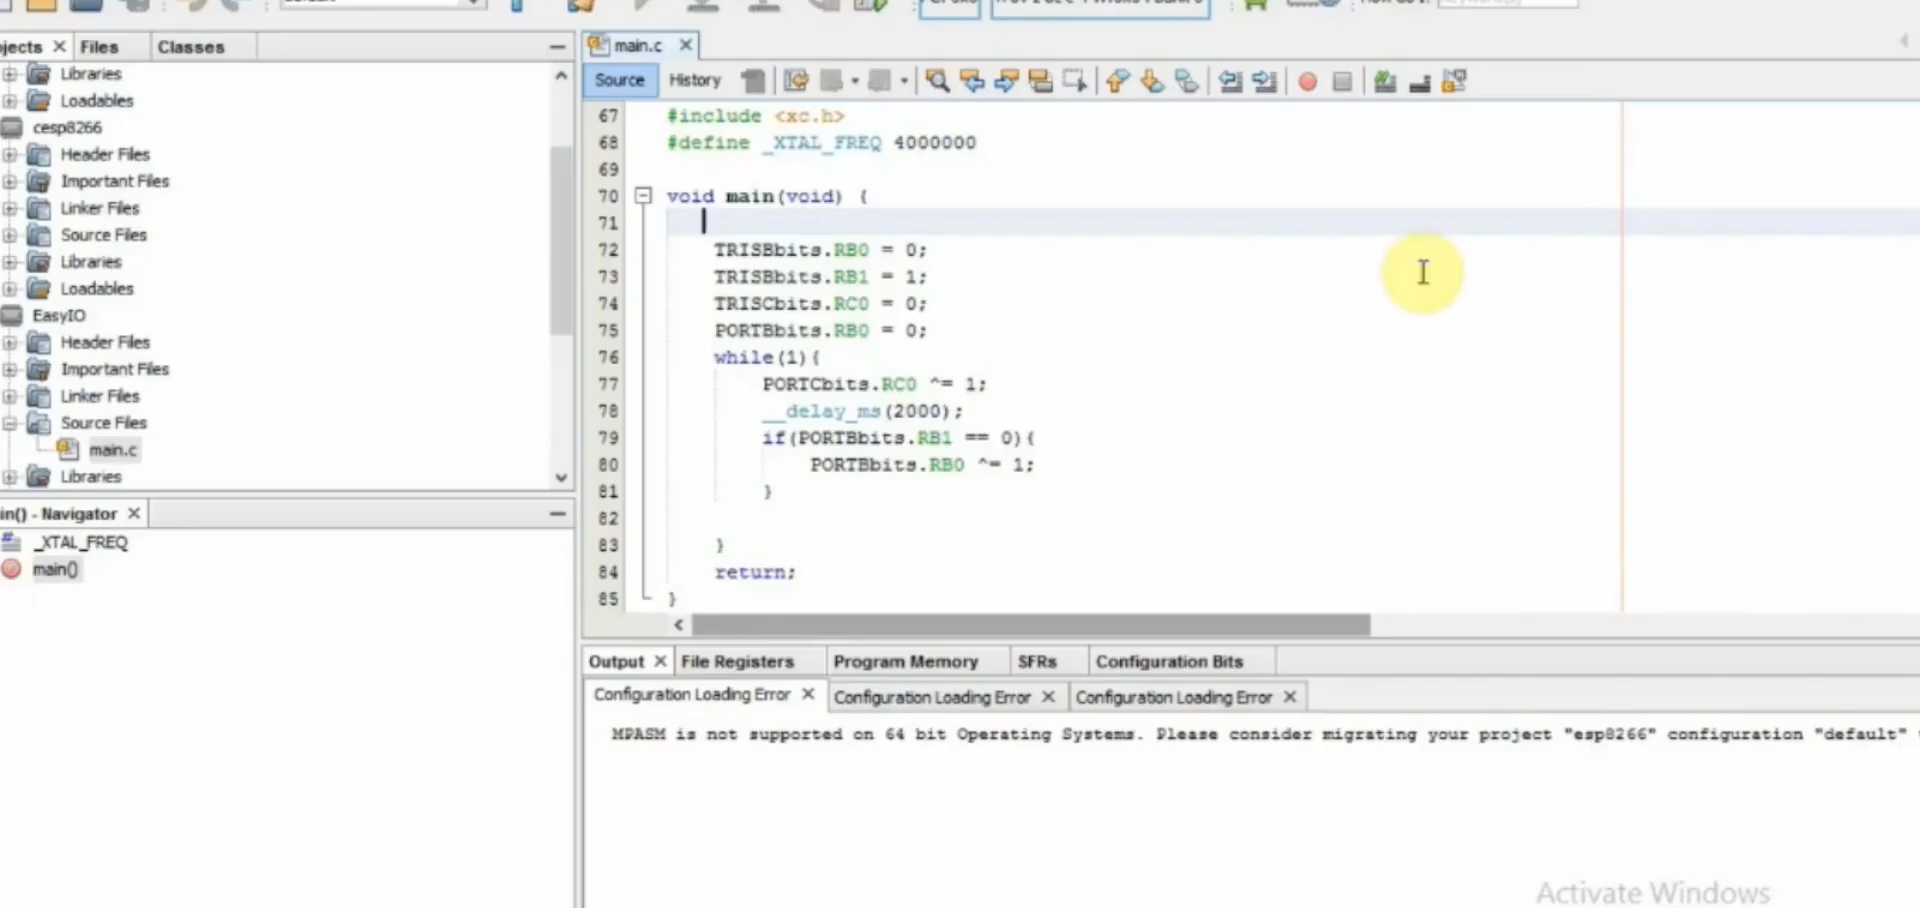 Files
Classes
Libraries
Loadables
cesp8266
Header Files
Important Files
Linker Files
Source Files
Libraries
Loadables
EasyIO
Header Files
Important Files
Linker Files
Source Files
main.c
Libraries
in() - Navigator
_XTAL_FREQ
main()
main.c
Source History
67 #include <xc.h>
68 #define _XTAL_FREQ 4000000
69
70 void main(void) {
71
72 TRISBbits.RB0 = 0;
73 TRISBbits.RB1 = 1;
74 TRISCbits.RC0 = 0;
75 PORTBbits.RB0 = 0;
76 while(1){
77 PORTCbits.RC0 ^= 1;
78 __delay_ms(2000);
79 if(PORTBbits.RB1 == 0){
80 PORTBbits.RB0 ^= 1;
81 }
82
83 }
84 return;
85 }
Output File Registers Program Memory SFRs Configuration Bits
Configuration Loading Error Configuration Loading Error Configuration Loading Error
MPASM is not supported on 64 bit Operating Systems. Please consider migrating your project "esp8266" configuration "default"
Activate Windows